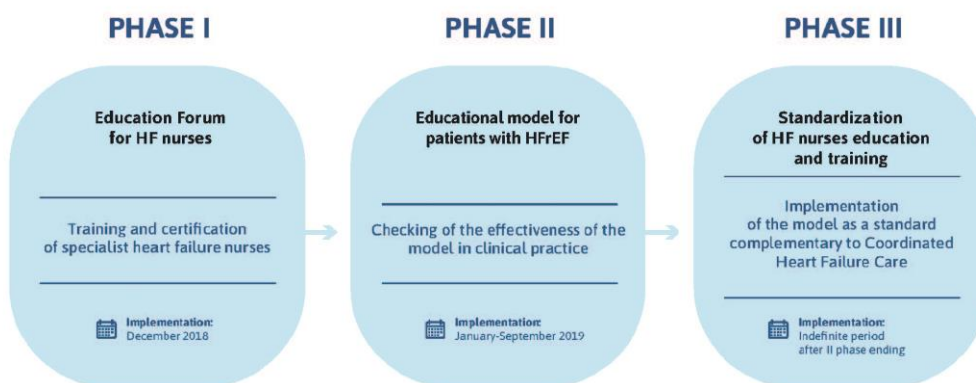 PHASE I
Education Forum
for HF nurses
Training and certification
of specialist heart failure nurses
Implementation:
December 2018
PHASE II
Educational model for
patients with HFrEF
Checking of the effectiveness of the
model in clinical practice
Implementation:
January-September 2019
PHASE III
Standardization
of HF nurses education
and training
Implementation
of the model as a standard
complementary to Coordinated
Heart Failure Care
Implementation:
Indefinite period
after II phase ending